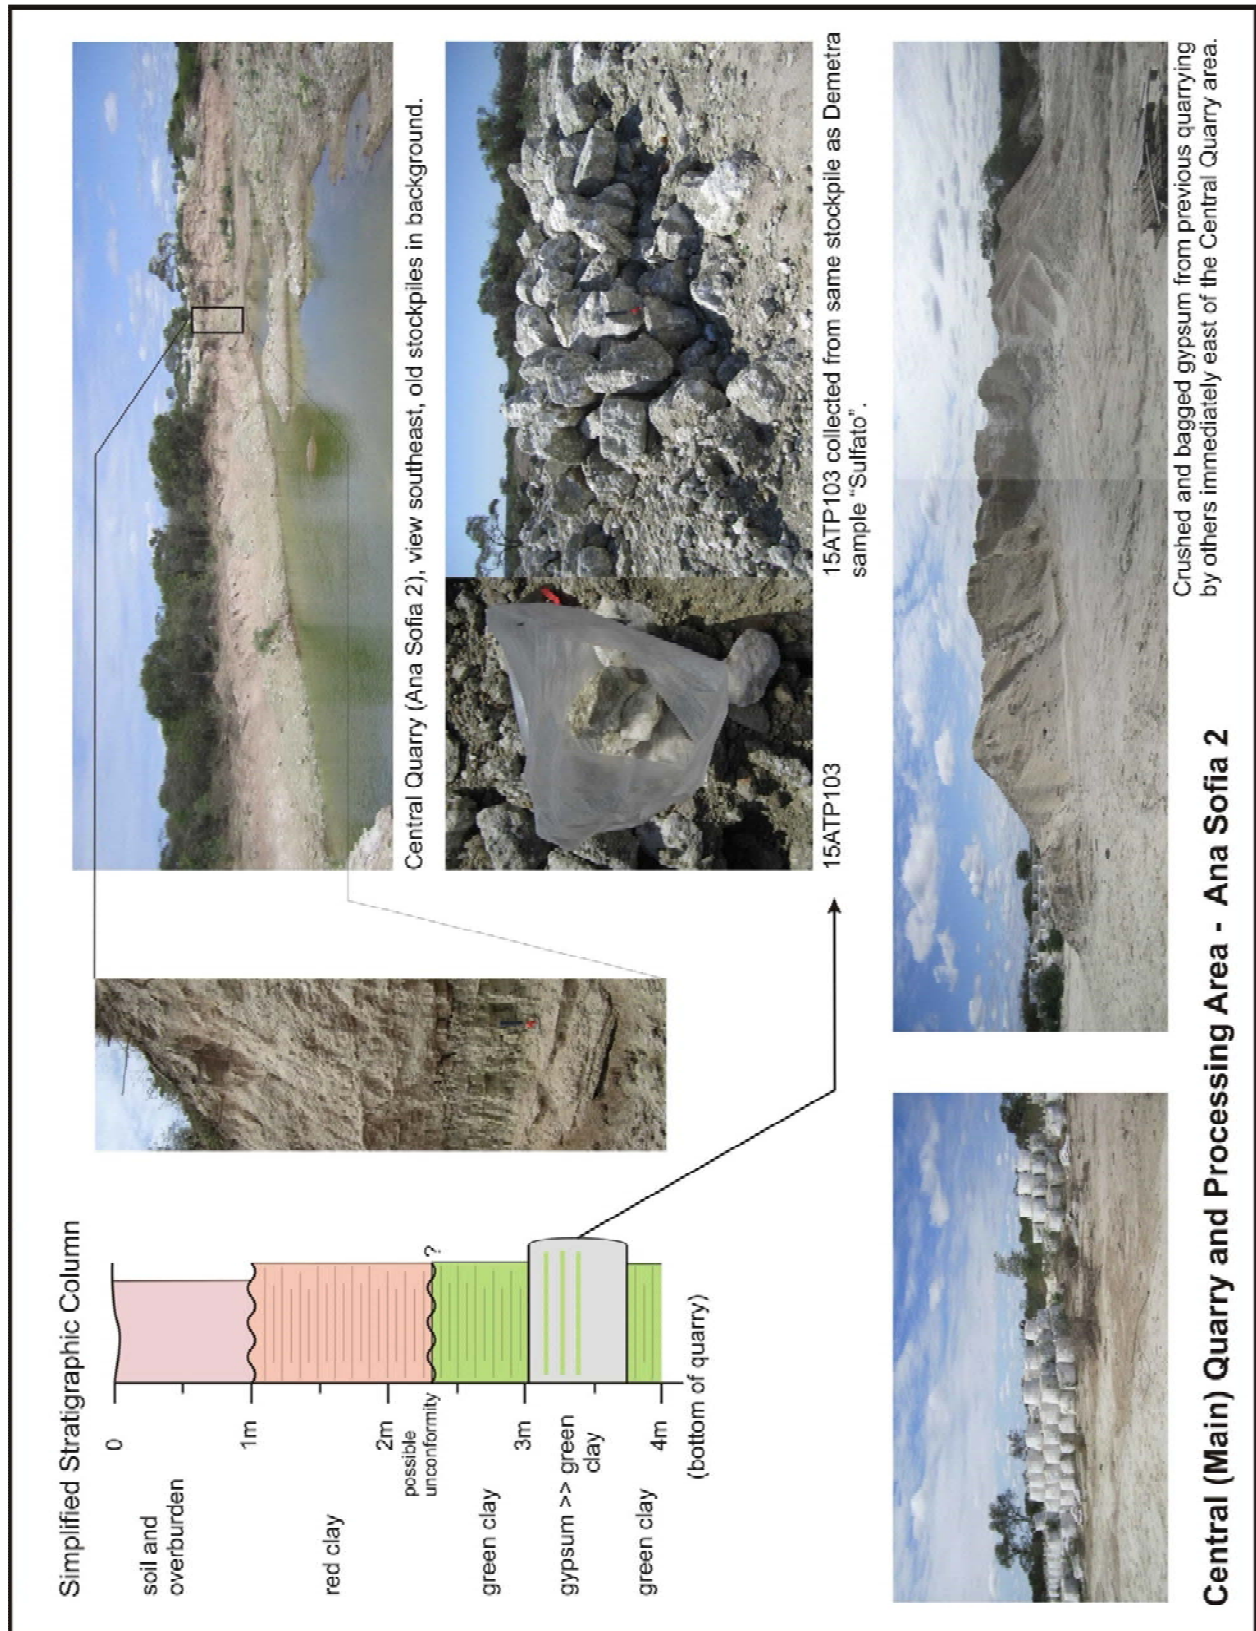 Simplified Stratigraphic Column
soil and
overburden
0
1m
red clay
2m
possible
unconformity
?
green clay
3m
gypsum >> green
clay
green clay
4m
(bottom of quarry)
Central Quarry (Ana Sofia 2), view southeast, old stockpiles in background.
15ATP103
15ATP103 collected from same stockpile as Demetra
sample "Sulfato".
Crushed and bagged gypsum from previous quarrying
by others immediately east of the Central Quarry area.
Central (Main) Quarry and Processing Area - Ana Sofia 2